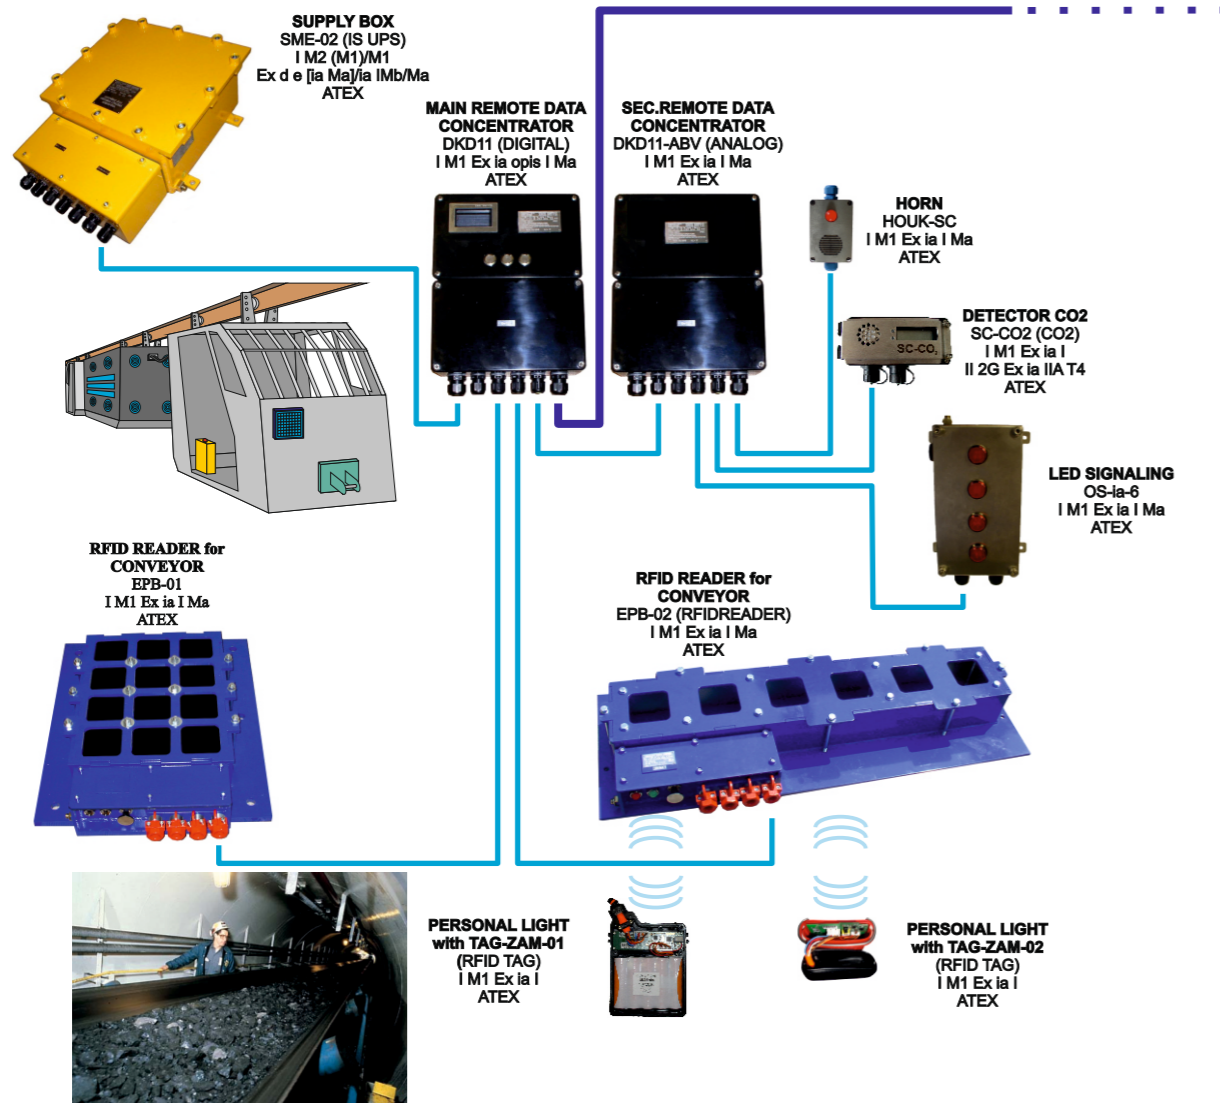 SUPPLY BOX
SME-02 (IS UPS)
I M2 (M1)/M1
Ex d e [ia Ma]/ia IMb/Ma
ATEX
MAIN REMOTE DATA
CONCENTRATOR
DKD11 (DIGITAL)
I M1 Ex ia opis I Ma
ATEX
SEC.REMOTE DATA
CONCENTRATOR
DKD11-ABV (ANALOG)
I M1 Ex ia I Ma
ATEX
HORN
HOUK-SC
I M1 Ex ia I Ma
ATEX
DETECTOR CO2
SC-CO2 (CO2)
I M1 Ex ia I
II 2G Ex ia IIA T4
ATEX
SC-CO₂
LED SIGNALING
OS-ia-6
I M1 Ex ia I Ma
ATEX
RFID READER for
CONVEYOR
EPB-01
I M1 Ex ia I Ma
ATEX
RFID READER for
CONVEYOR
EPB-02 (RFIDREADER)
I M1 Ex ia I Ma
ATEX
PERSONAL LIGHT
with TAG-ZAM-01
(RFID TAG)
I M1 Ex ia I
ATEX
PERSONAL LIGHT
with TAG-ZAM-02
(RFID TAG)
I M1 Ex ia I
ATEX